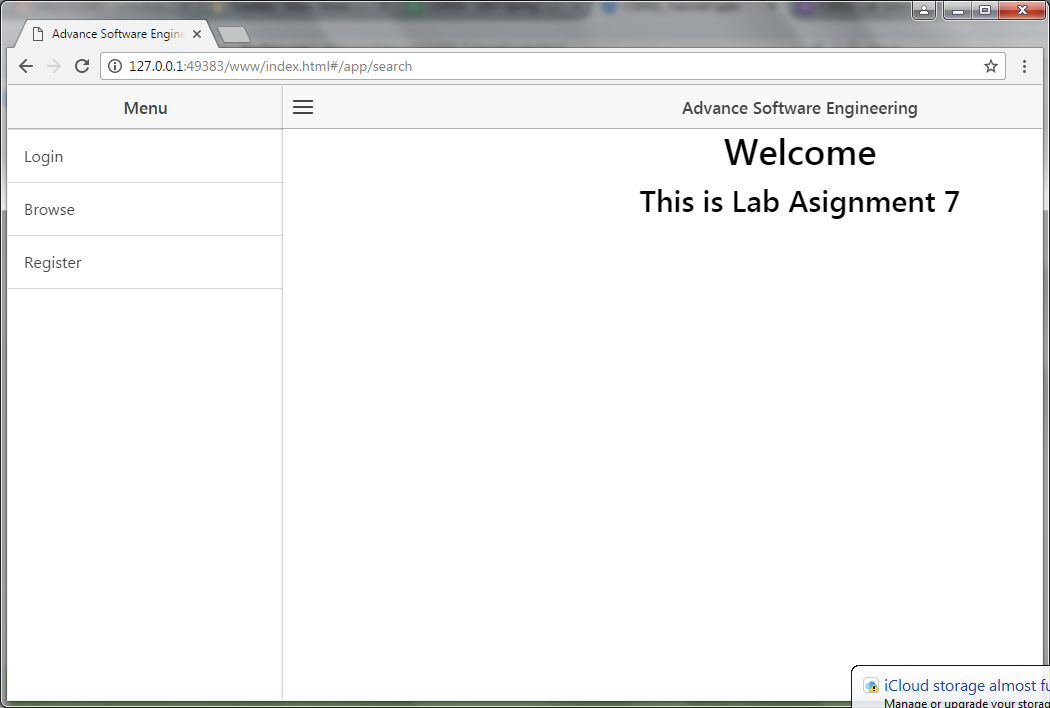 Advance Software Engine
127.0.0.1:49383/www/index.html#/app/search
Menu
Advance Software Engineering
Login
Browse
Register
Welcome
This is Lab Asignment 7
iCloud storage almost fu
Manage or upgrade your storag